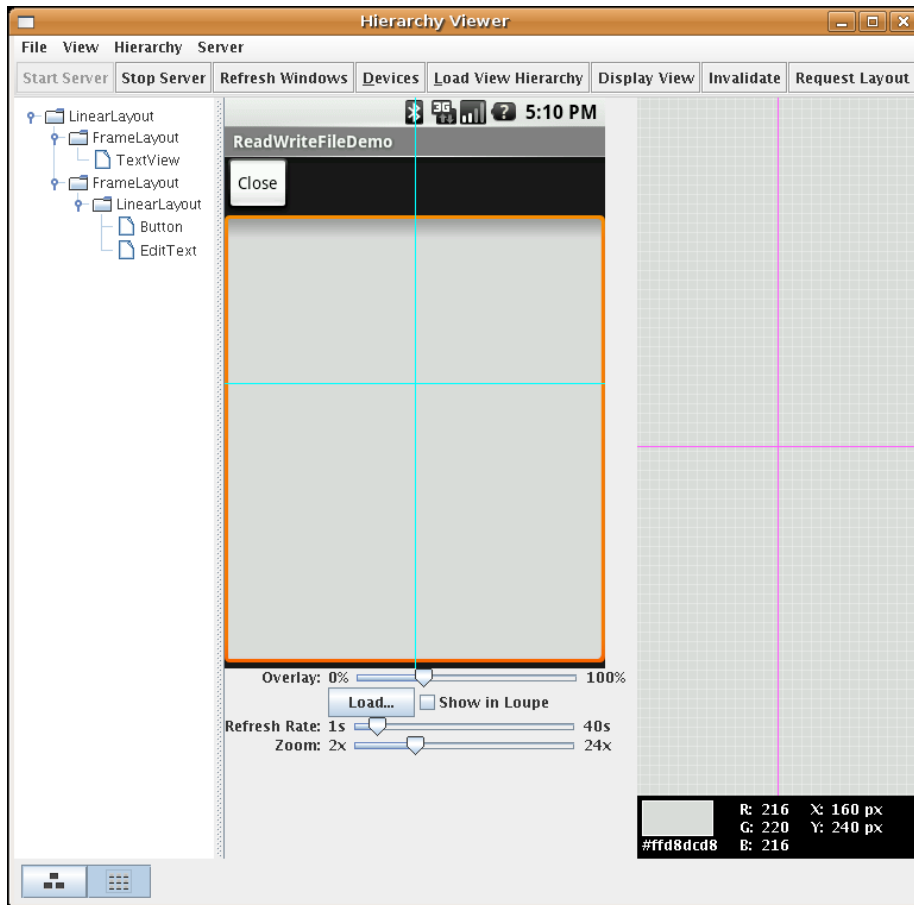 Hierarchy Viewer
File View Hierarchy Server
Start Server Stop Server Refresh Windows Devices Load View Hierarchy Display View Invalidate Request Layout
LinearLayout
FrameLayout
TextView
FrameLayout
LinearLayout
Button
EditText
3G 5:10 PM
ReadWriteFileDemo
Close
Overlay: 0% 100%
Load... Show in Loupe
Refresh Rate: 1s 40s
Zoom: 2x 24x
R: 216 X: 160 px
G: 220 Y: 240 px
#ffd8dcd8 B: 216